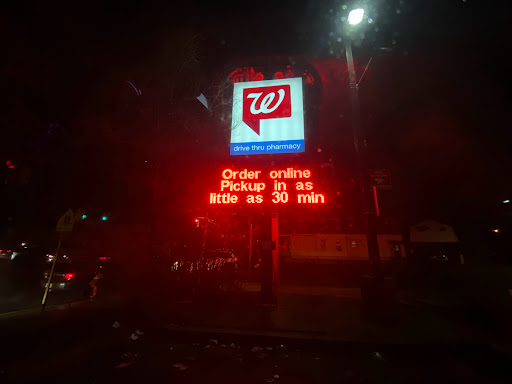 W
drive thru pharmacy
Order online
Pickup in as
little as 30 min